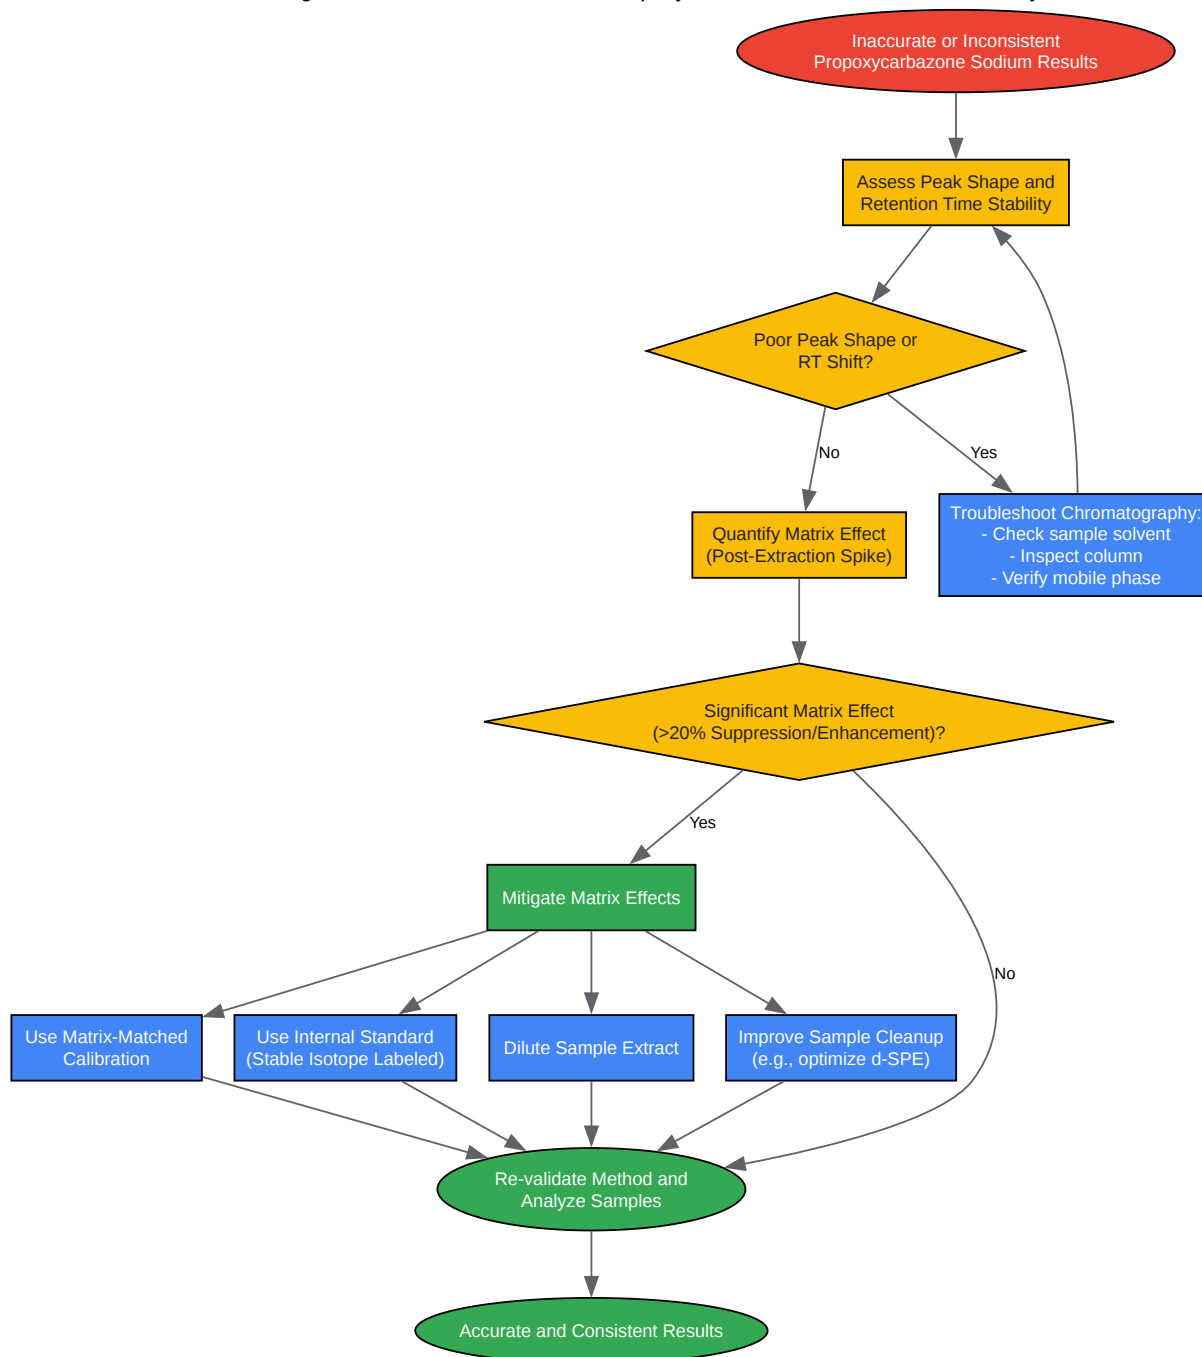 Inaccurate or Inconsistent
Propoxycarbazone Sodium Results
Assess Peak Shape and
Retention Time Stability
Poor Peak Shape or
RT Shift?
No
Yes
Troubleshoot Chromatography:
- Check sample solvent
- Inspect column
- Verify mobile phase
Quantify Matrix Effect
(Post-Extraction Spike)
Significant Matrix Effect
(>20% Suppression/Enhancement)?
Yes
Mitigate Matrix Effects
No
Use Matrix-Matched
Calibration
Use Internal Standard
(Stable Isotope Labeled)
Dilute Sample Extract
Improve Sample Cleanup
(e.g., optimize d-SPE)
Re-validate Method and
Analyze Samples
Accurate and Consistent Results